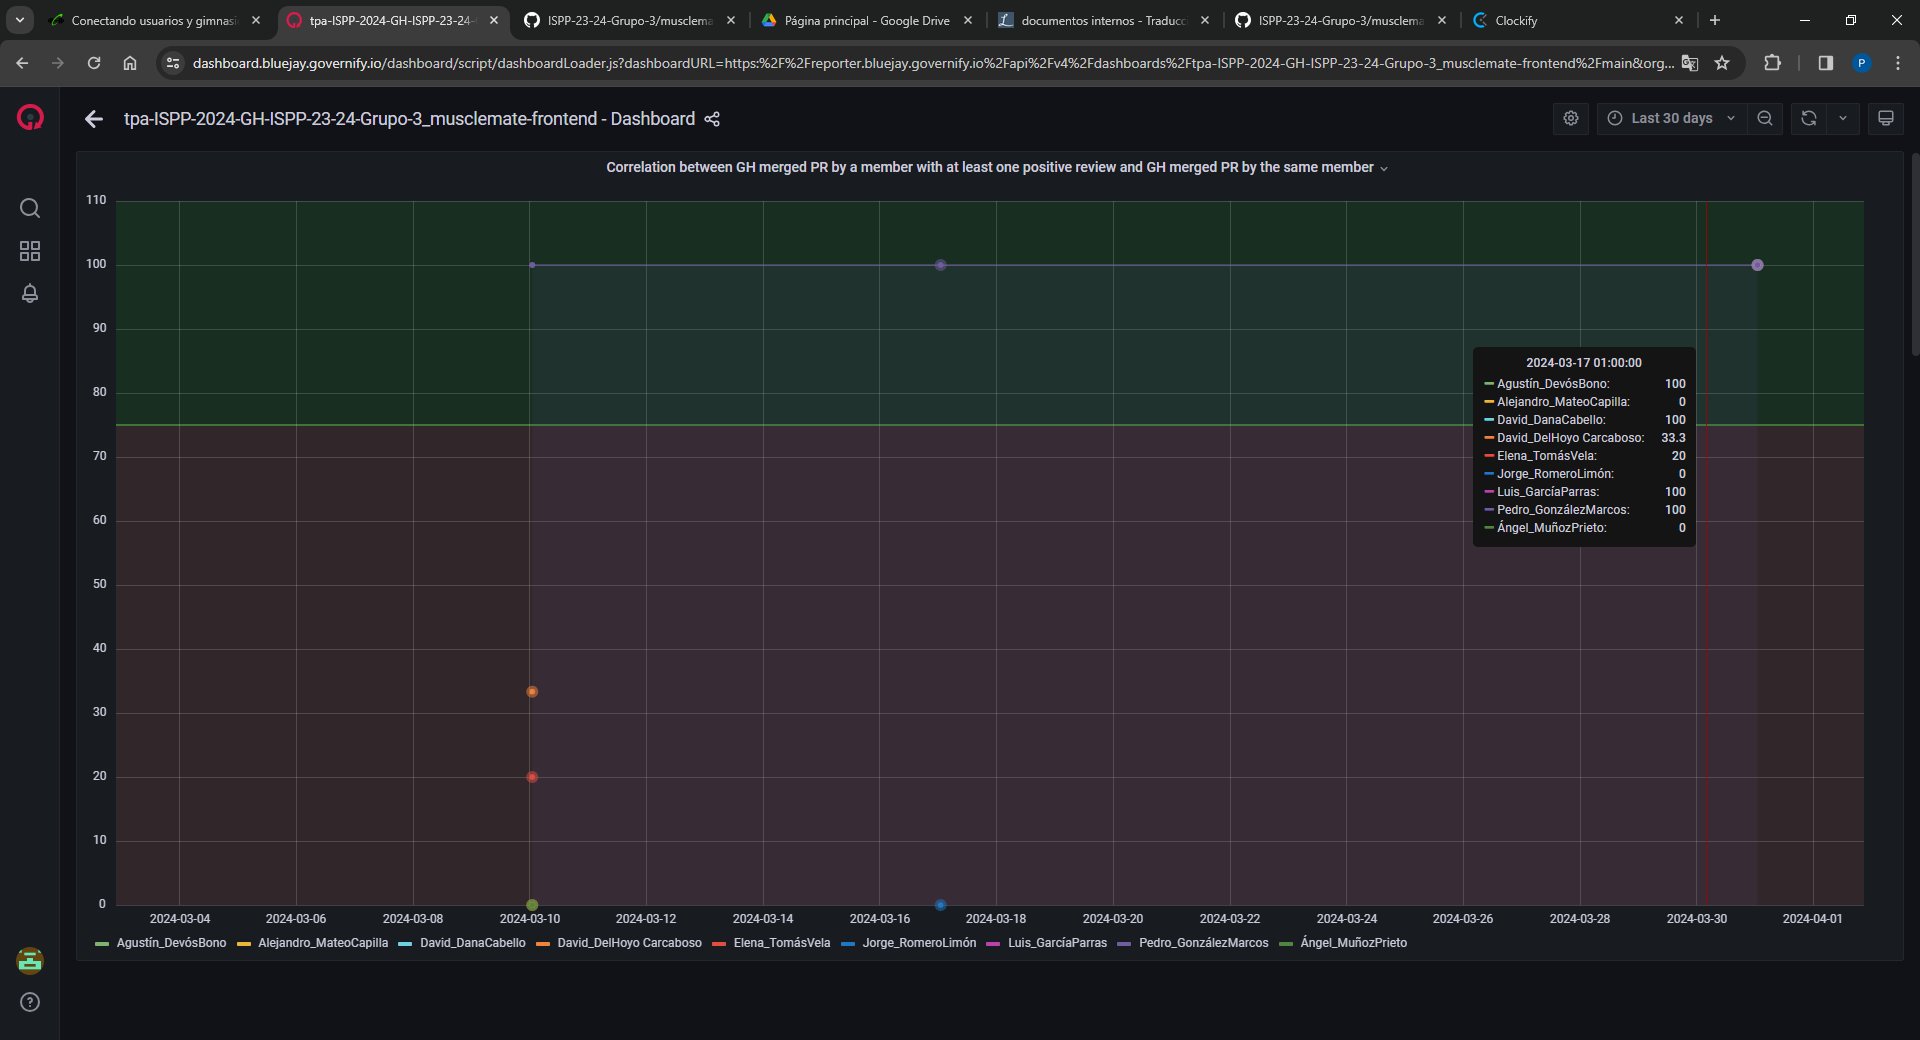 Conectando usuarios y gimnasi
tpa-ISPP-2024-GH-ISPP-23-24-
ISPP-23-24-Grupo-3/musclema
Página principal - Google Drive
documentos internos - Traducc
ISPP-23-24-Grupo-3/musclema
Clockify
dashboard.bluejay.governify.io/dashboard/script/dashboardLoader.js?dashboardURL=https:%2F%2Freporter.bluejay.governify.io%2Fapi%2Fv4%2Fdashboards%2Ftpa-ISPP-2024-GH-ISPP-23-24-Grupo-3_musclemate-frontend%2Fmain&org...
P
tpa-ISPP-2024-GH-ISPP-23-24-Grupo-3_musclemate-frontend - Dashboard
Last 30 days
Correlation between GH merged PR by a member with at least one positive review and GH merged PR by the same member
110
100
90
80
70
60
50
40
30
20
10
0
2024-03-17 01:00:00
Agustín_DevósBono: 100
Alejandro_MateoCapilla: 0
David_DanaCabello: 100
David_DelHoyo Carcaboso: 33.3
Elena_TomásVela: 20
Jorge_RomeroLimón: 0
Luis_GarcíaParras: 100
Pedro_GonzálezMarcos: 100
Ángel_MuñozPrieto: 0
2024-03-04 2024-03-06 2024-03-08 2024-03-10 2024-03-12 2024-03-14 2024-03-16 2024-03-18 2024-03-20 2024-03-22 2024-03-24 2024-03-26 2024-03-28 2024-03-30 2024-04-01
Agustín_DevósBono Alejandro_MateoCapilla David_DanaCabello David_DelHoyo Carcaboso Elena_TomásVela Jorge_RomeroLimón Luis_GarcíaParras Pedro_GonzálezMarcos Ángel_MuñozPrieto